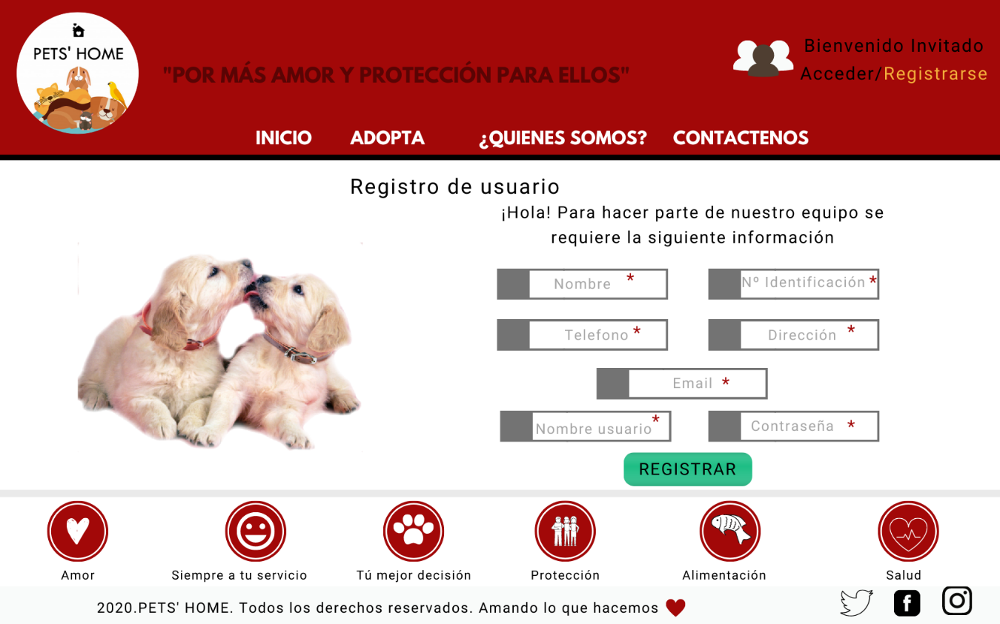 PETS' HOME
"POR MÁS AMOR Y PROTECCIÓN PARA ELLOS"
Bienvenido Invitado
Acceder/Registrarse
INICIO ADOPTA ¿QUIENES SOMOS? CONTACTENOS
Registro de usuario
¡Hola! Para hacer parte de nuestro equipo se
requiere la siguiente información
Nombre * Nº Identificación *
Telefono * Dirección *
Email *
Nombre usuario * Contraseña *
REGISTRAR
Amor Siempre a tu servicio Tú mejor decisión Protección Alimentación Salud
2020.PETS' HOME. Todos los derechos reservados. Amando lo que hacemos